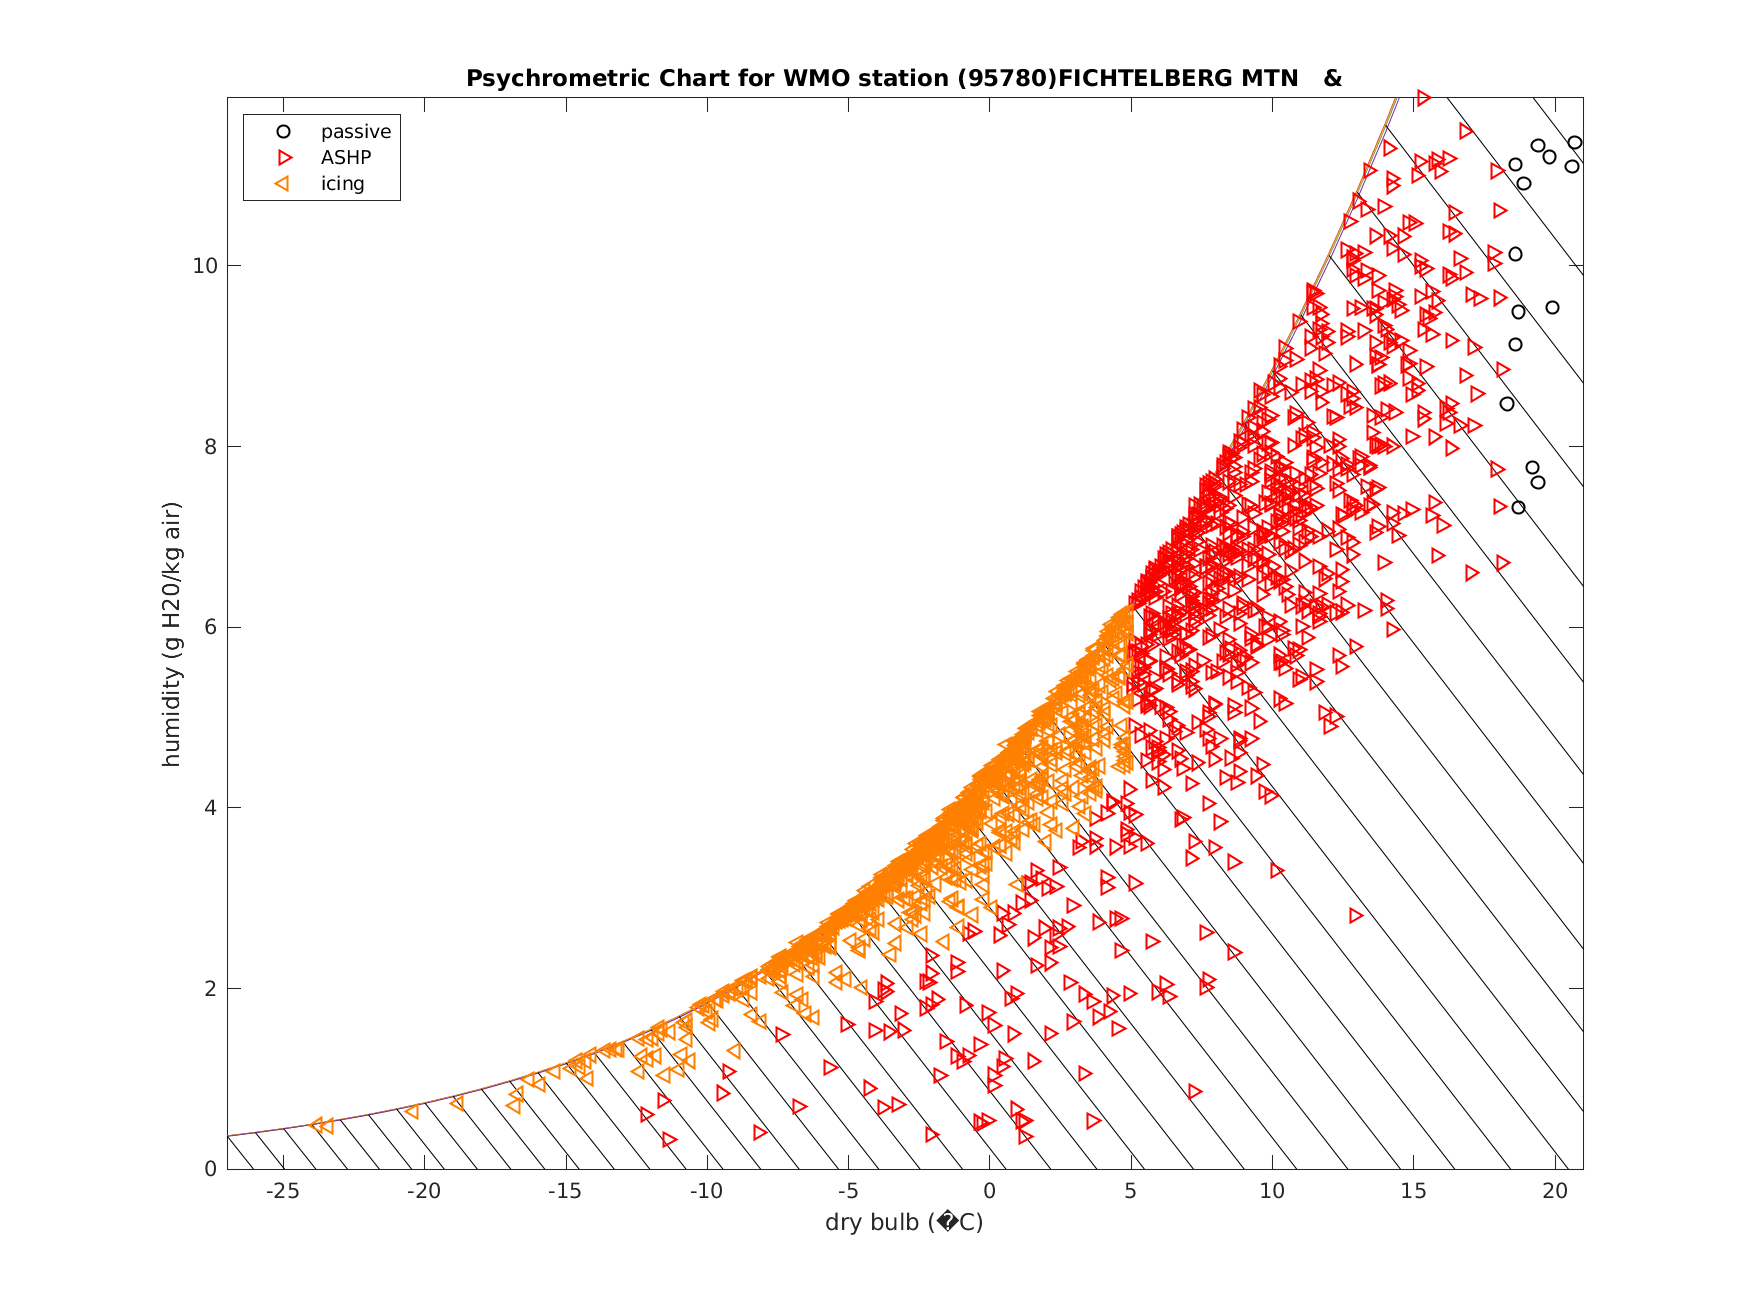 Psychrometric Chart for WMO station (95780)FICHTELBERG MTN &
passive
ASHP
icing
humidity (g H20/kg air)
10
8
6
4
2
0
-25 -20 -15 -10 -5 0 5 10 15 20
dry bulb (�C)